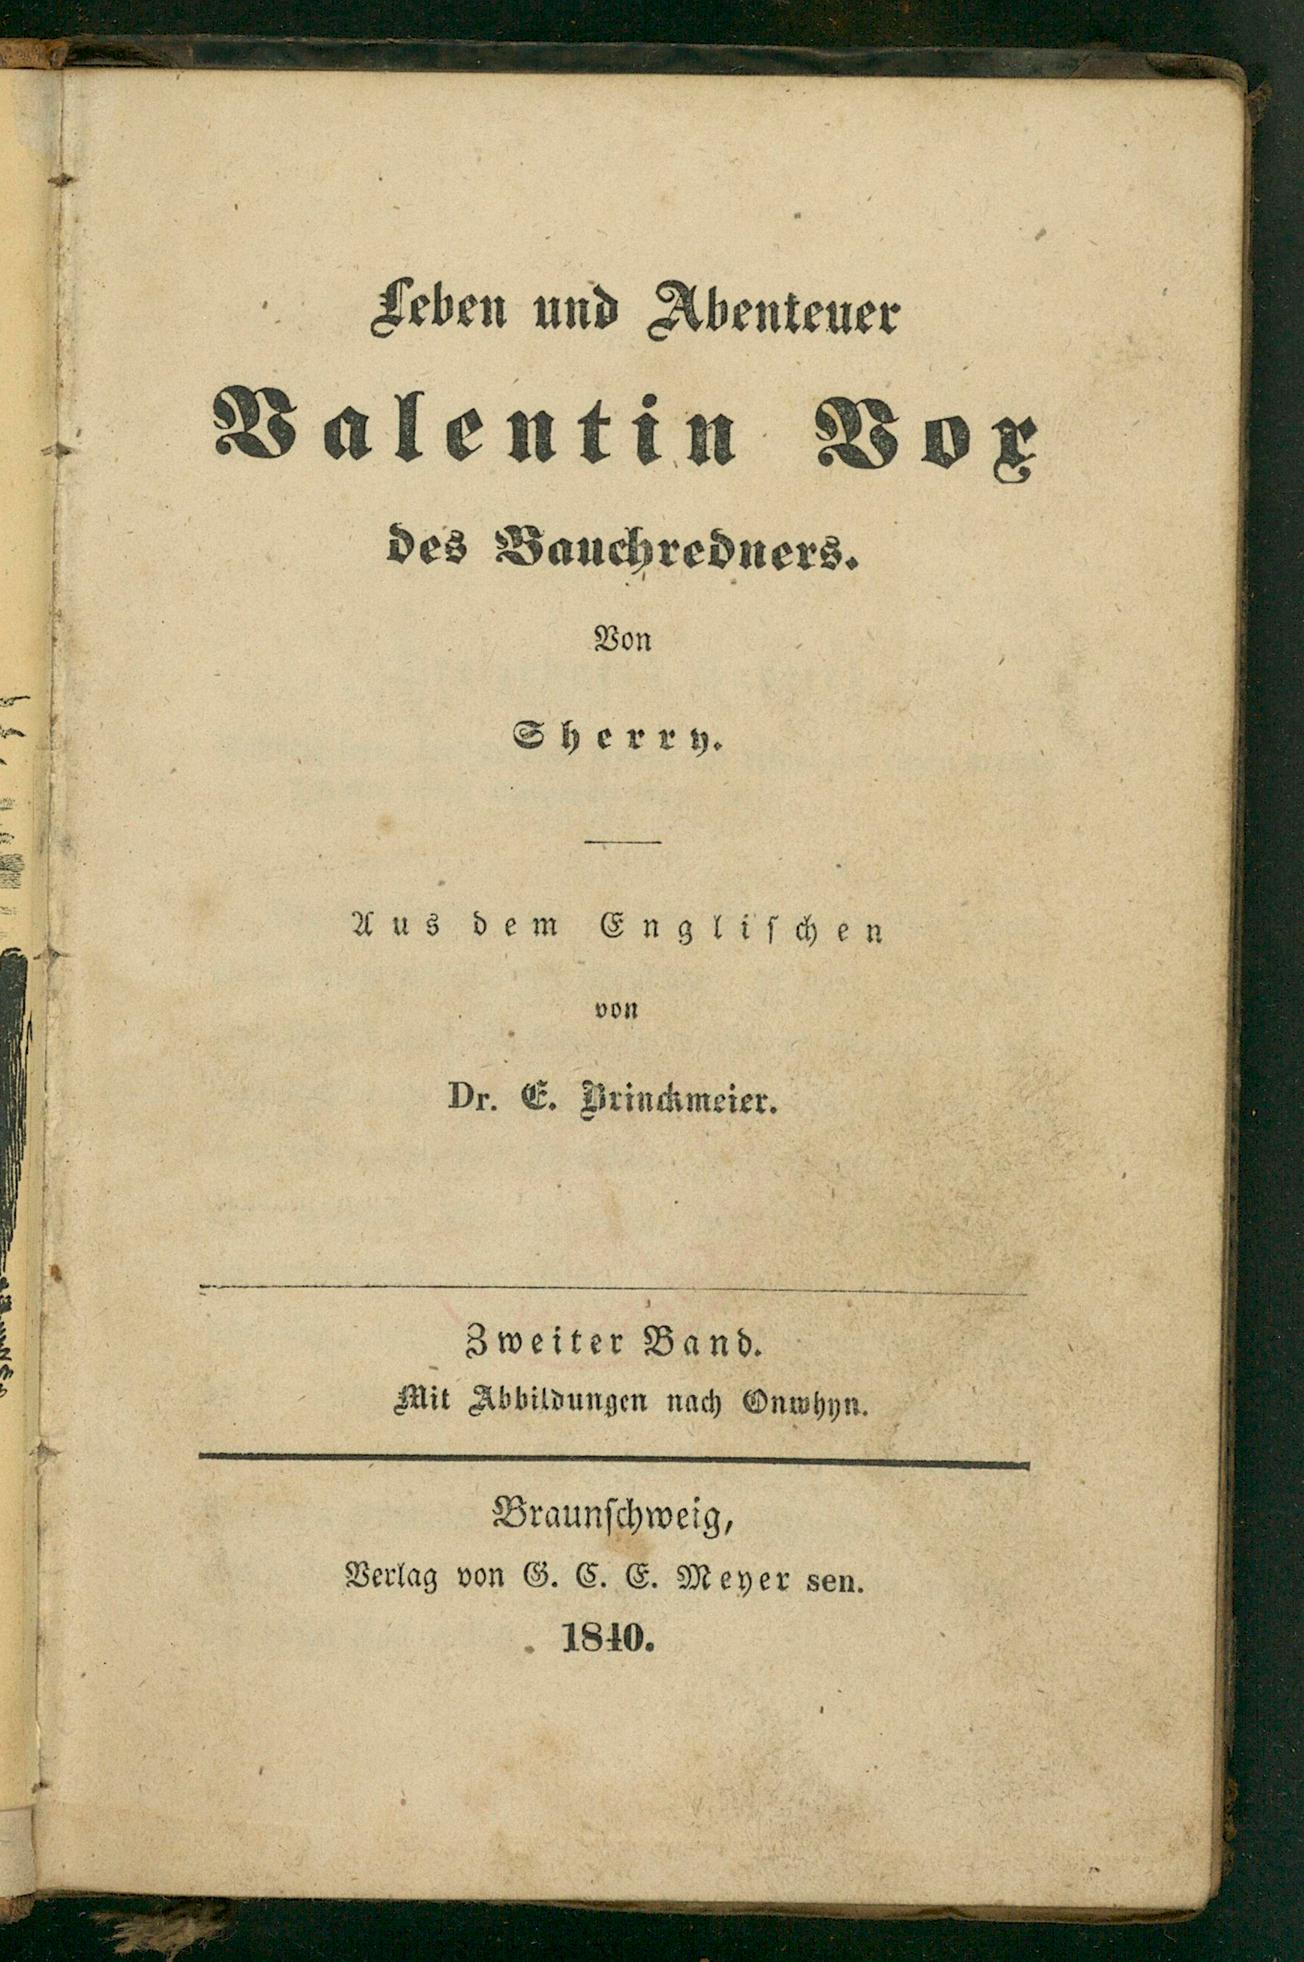 Leben und Abenteuer
Valentin Vox
des Bauchredners.
Von
Sherry.
Aus dem Engliſchen
von
Dr. E. Brinckmeier.
Zweiter Band.
Mit Abbildungen nach Onwhyn.
Braunſchweig,
Verlag von G. C. E. Meyer sen.
1840.